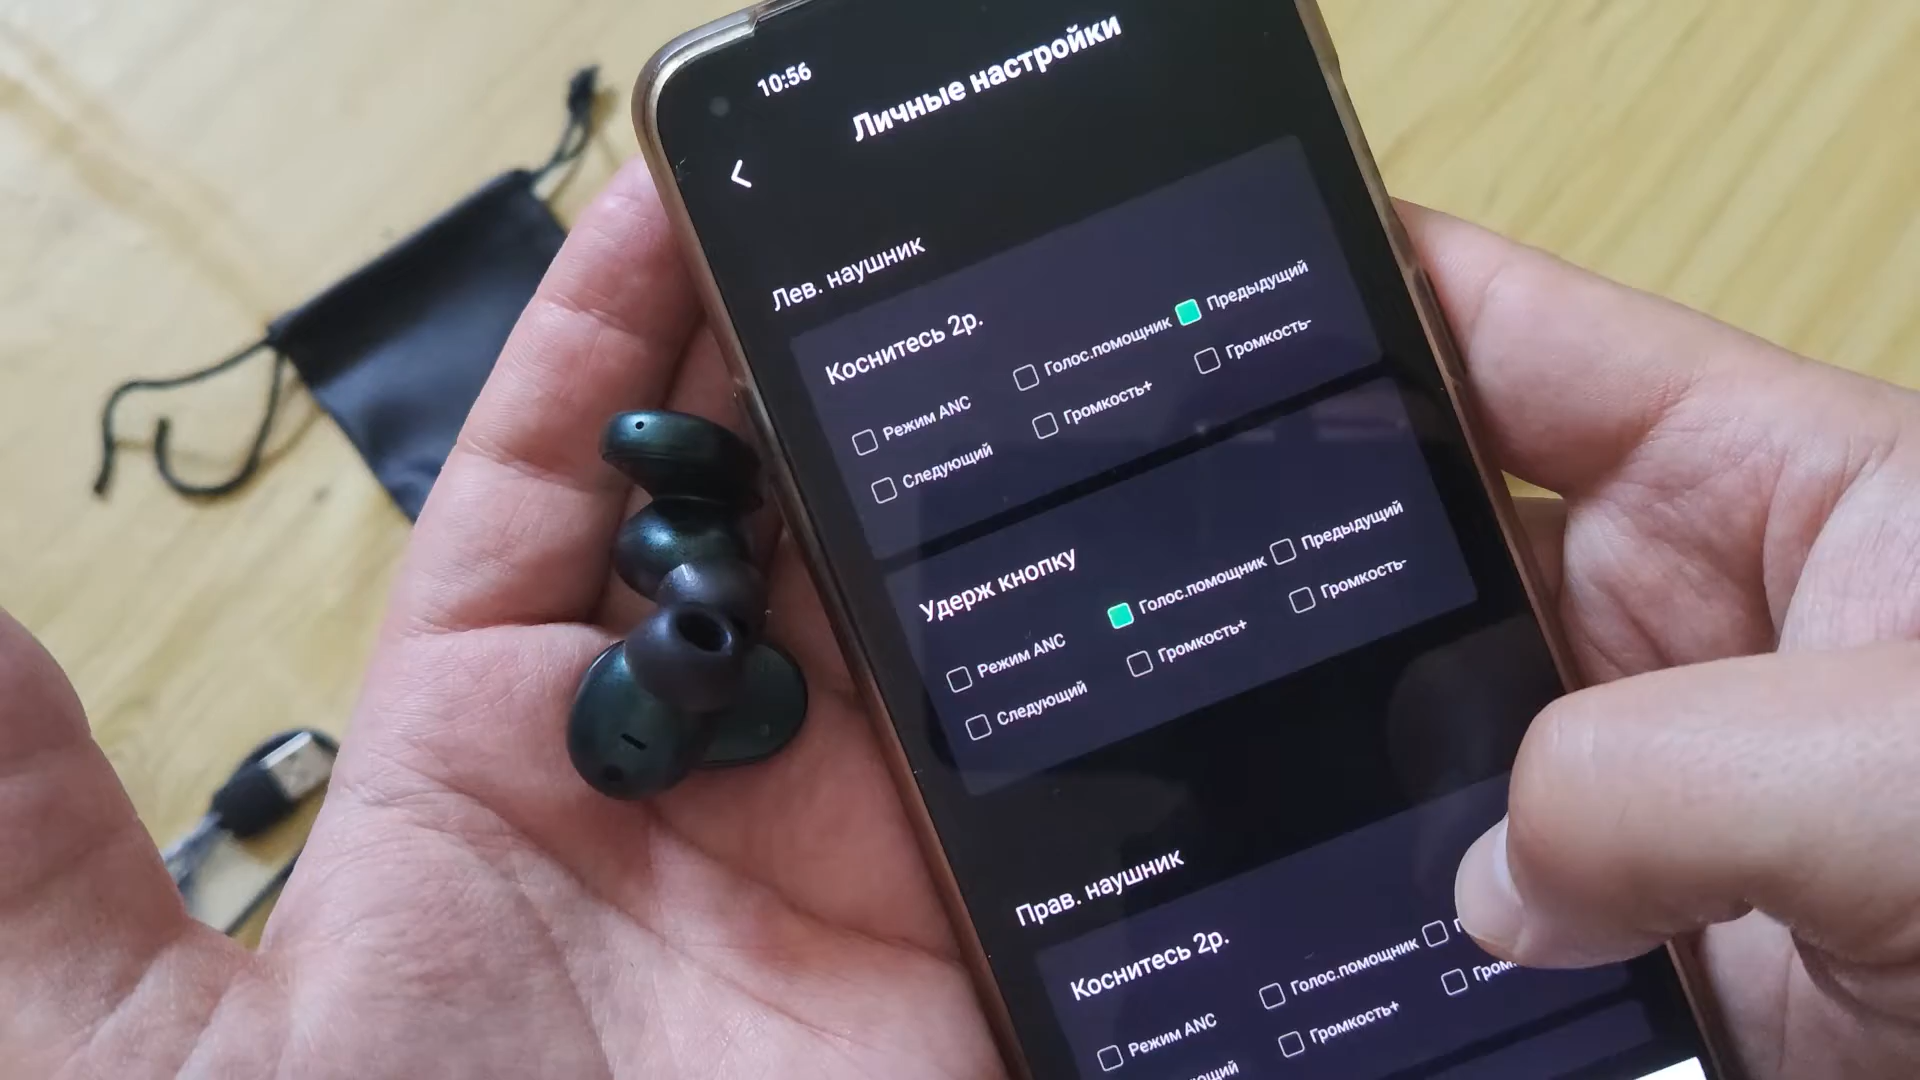 10:56
Личные настройки
Лев. наушник
Коснитесь 2р.
Режим ANC Голос.помощник Предыдущий
Следующий Громкость+ Громкость-
Удерж кнопку
Режим ANC Голос.помощник Предыдущий
Следующий Громкость+ Громкость-
Прав. наушник
Коснитесь 2р.
Режим ANC Голос.помощник
Громкость+